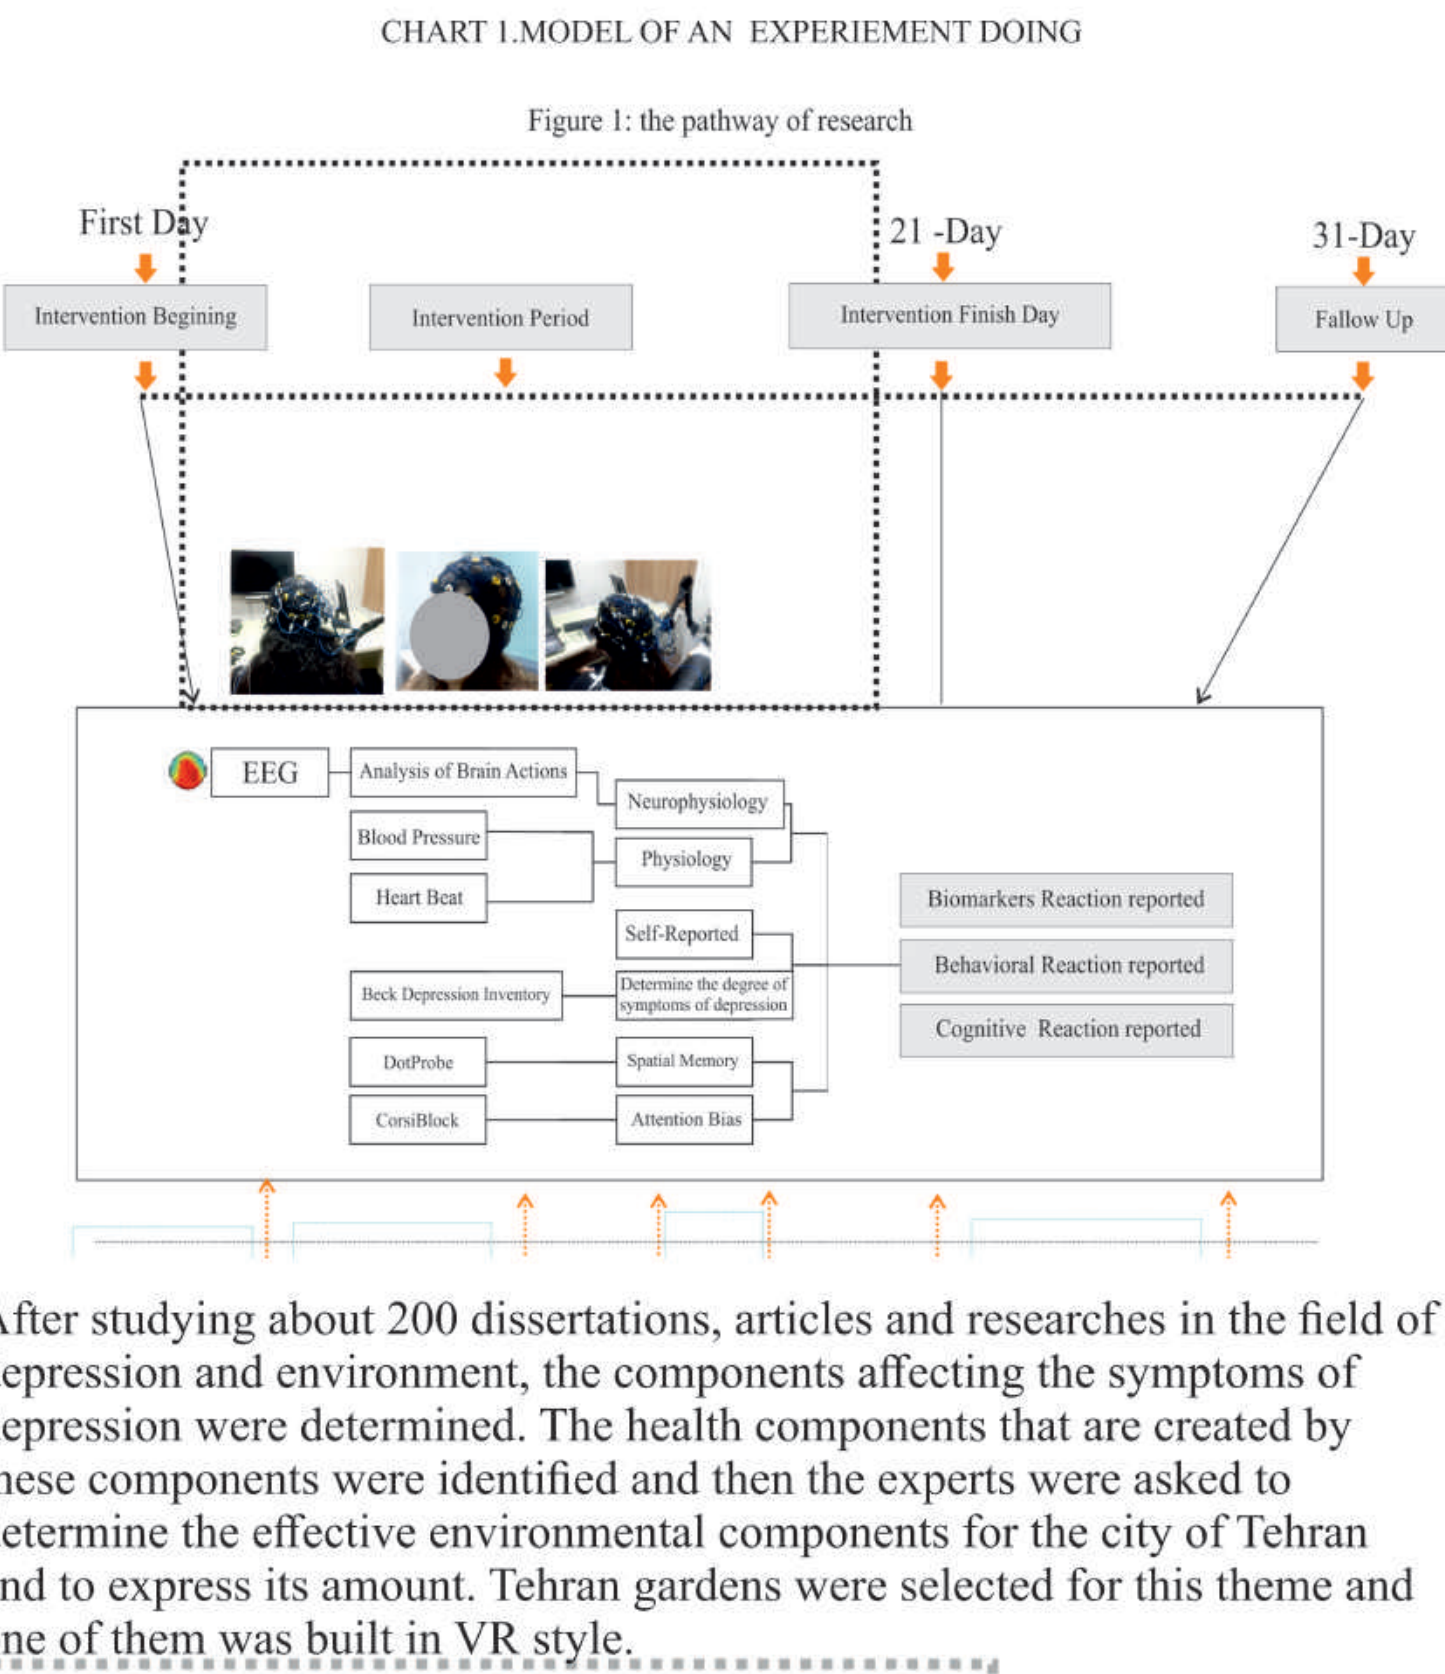 CHART 1.MODEL OF AN EXPERIEMENT DOING
Figure 1: the pathway of research
First Day
21 -Day
31-Day
Intervention Begining
Intervention Period
Intervention Finish Day
Fallow Up
EEG
Analysis of Brain Actions
Neurophysiology
Blood Pressure
Physiology
Heart Beat
Biomarkers Reaction reported
Self-Reported
Behavioral Reaction reported
Beck Depression Inventory
Determine the degree of
symptoms of depression
Cognitive Reaction reported
DotProbe
Spatial Memory
CorsiBlock
Attention Bias
After studying about 200 dissertations, articles and researches in the field of
epression and environment, the components affecting the symptoms of
epression were determined. The health components that are created by
hese components were identified and then the experts were asked to
etermine the effective environmental components for the city of Tehran
nd to express its amount. Tehran gardens were selected for this theme and
ne of them was built in VR style.